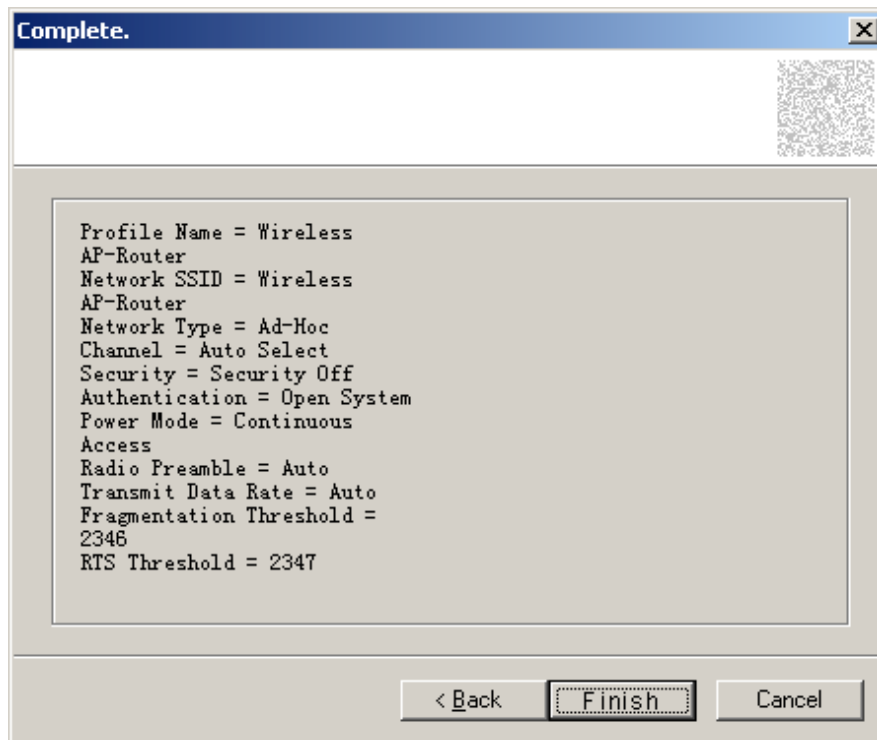 Complete.
Profile Name = Wireless
AP-Router
Network SSID = Wireless
AP-Router
Network Type = Ad-Hoc
Channel = Auto Select
Security = Security Off
Authentication = Open System
Power Mode = Continuous
Access
Radio Preamble = Auto
Transmit Data Rate = Auto
Fragmentation Threshold =
2346
RTS Threshold = 2347
< Back Finish Cancel